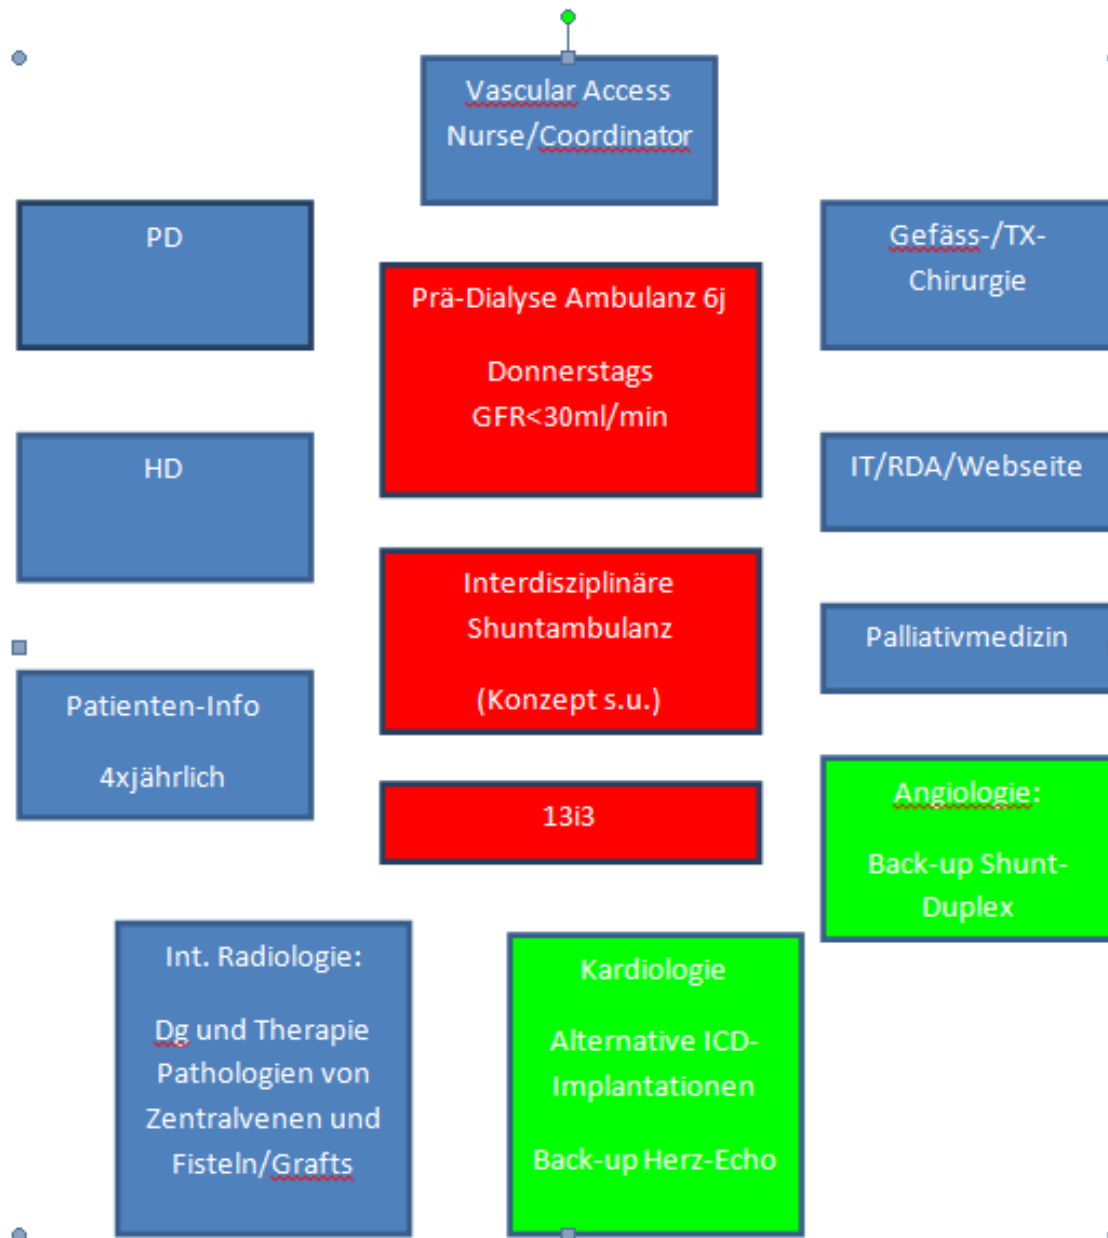 Vascular Access
Nurse/Coordinator
PD
Gefäss-/TX-
Chirurgie
Prä-Dialyse Ambulanz 6j
Donnerstags
GFR<30ml/min
HD
IT/RDA/Webseite
Interdisziplinäre
Shuntambulanz
(Konzept s.u.)
Palliativmedizin
Patienten-Info
4xjährlich
13i3
Angiologie:
Back-up Shunt-
Duplex
Int. Radiologie:
Dg und Therapie
Pathologien von
Zentralvenen und
Fisteln/Grafts
Kardiologie
Alternative ICD-
Implantationen
Back-up Herz-Echo